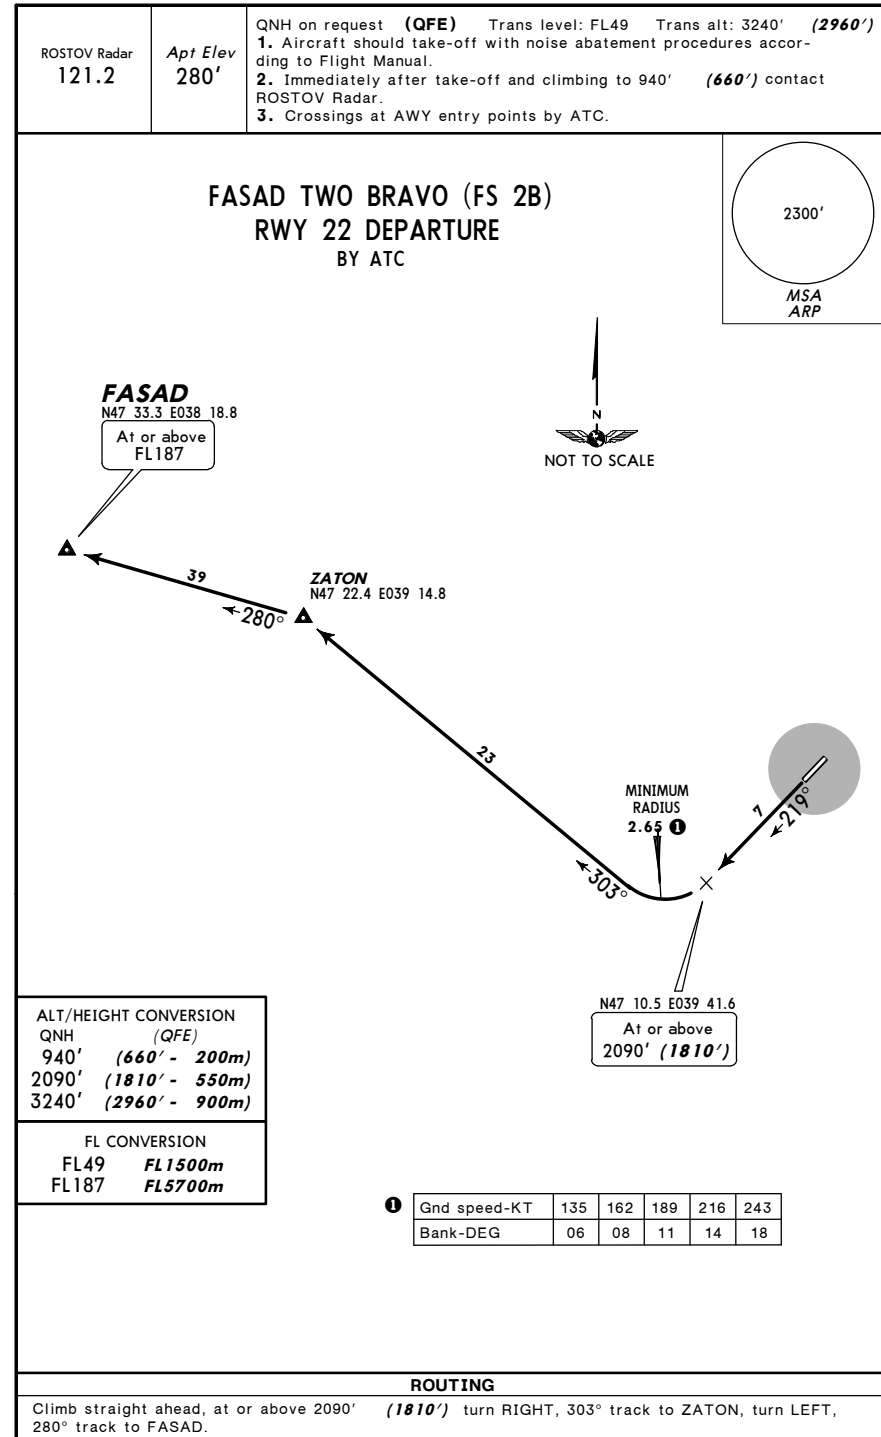 ROSTOV Radar
121.2
Apt Elev
280'
QNH on request (QFE) Trans level: FL49 Trans alt: 3240' (2960')
1. Aircraft should take-off with noise abatement procedures accor-
ding to Flight Manual.
2. Immediately after take-off and climbing to 940' (660') contact
ROSTOV Radar.
3. Crossings at AWY entry points by ATC.
FASAD TWO BRAVO (FS 2B)
RWY 22 DEPARTURE
BY ATC
2300'
MSA
ARP
N
NOT TO SCALE
FASAD
N47 33.3 E038 18.8
At or above
FL187
39
280°
ZATON
N47 22.4 E039 14.8
23
303°
MINIMUM
RADIUS
2.65 ❶
7
219°
N47 10.5 E039 41.6
At or above
2090' (1810')
ALT/HEIGHT CONVERSION
QNH (QFE)
940' (660' - 200m)
2090' (1810' - 550m)
3240' (2960' - 900m)
FL CONVERSION
FL49 FL1500m
FL187 FL5700m
❶ Gnd speed-KT 135 162 189 216 243
Bank-DEG 06 08 11 14 18
ROUTING
Climb straight ahead, at or above 2090' (1810') turn RIGHT, 303° track to ZATON, turn LEFT,
280° track to FASAD.